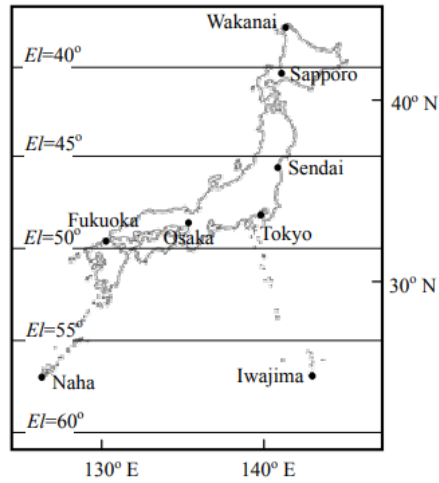 Wakanai
El=40°
Sapporo
40° N
El=45°
Sendai
Fukuoka
Osaka
Tokyo
El=50°
30° N
El=55°
Naha
Iwajima
El=60°
130° E
140° E